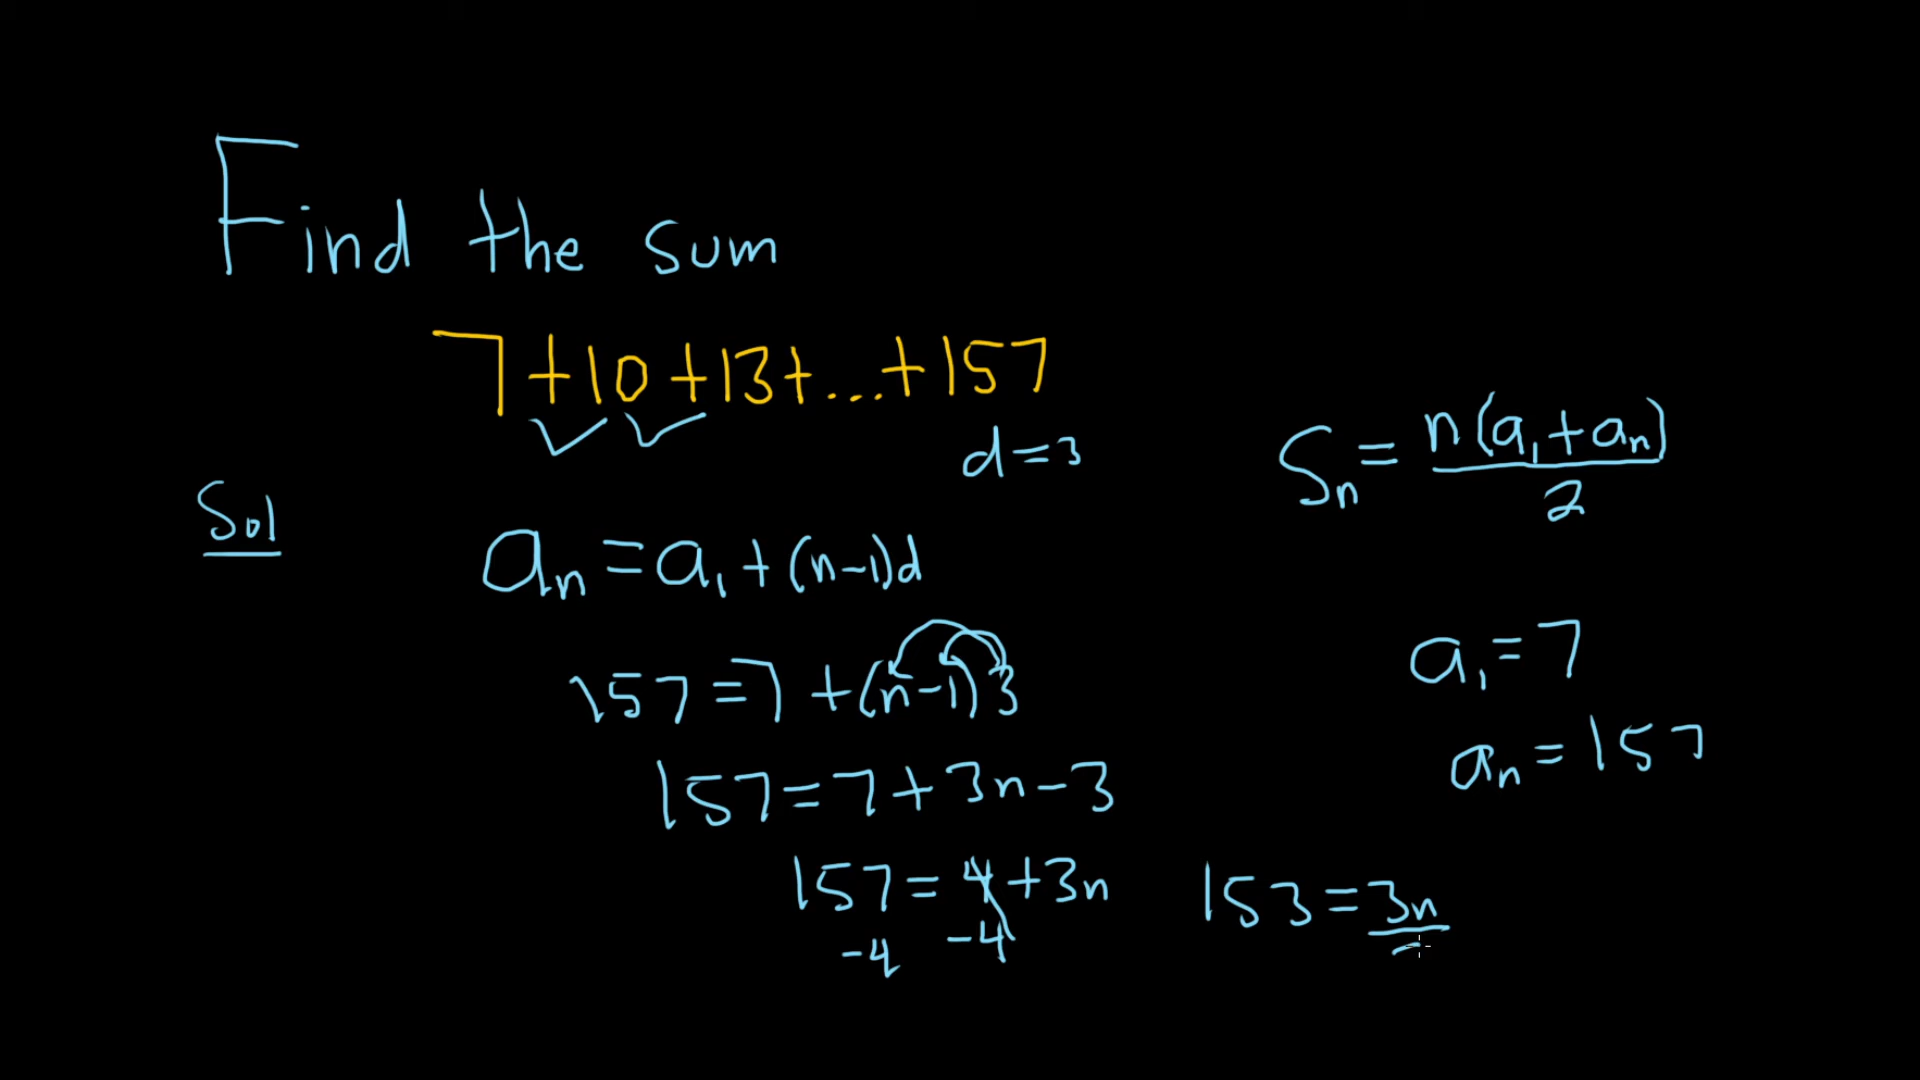 Find the sum
7+10+13+...+157
d=3
Sₙ = n(a₁+aₙ)/2
Sol
aₙ = a₁ + (n-1)d
157 = 7 + (n-1)3
a₁ = 7
aₙ = 157
157 = 7 + 3n - 3
157 = 4 + 3n
-4 -4
153 = 3n